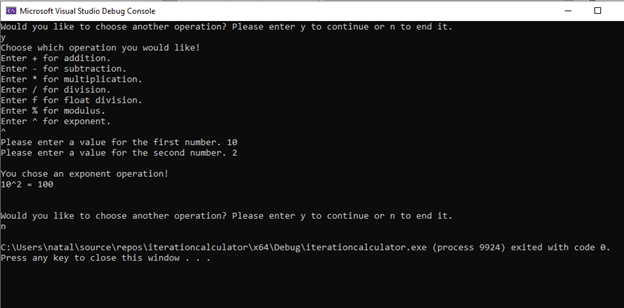 Microsoft Visual Studio Debug Console
Would you like to choose another operation? Please enter y to continue or n to end it.
y
Choose which operation you would like!
Enter + for addition.
Enter - for subtraction.
Enter * for multiplication.
Enter / for division.
Enter f for float division.
Enter % for modulus.
Enter ^ for exponent.
^
Please enter a value for the first number. 10
Please enter a value for the second number. 2
You chose an exponent operation!
10^2 = 100
Would you like to choose another operation? Please enter y to continue or n to end it.
n
C:\Users\natal\source\repos\iterationcalculator\x64\Debug\iterationcalculator.exe (process 9924) exited with code 0.
Press any key to close this window . . .